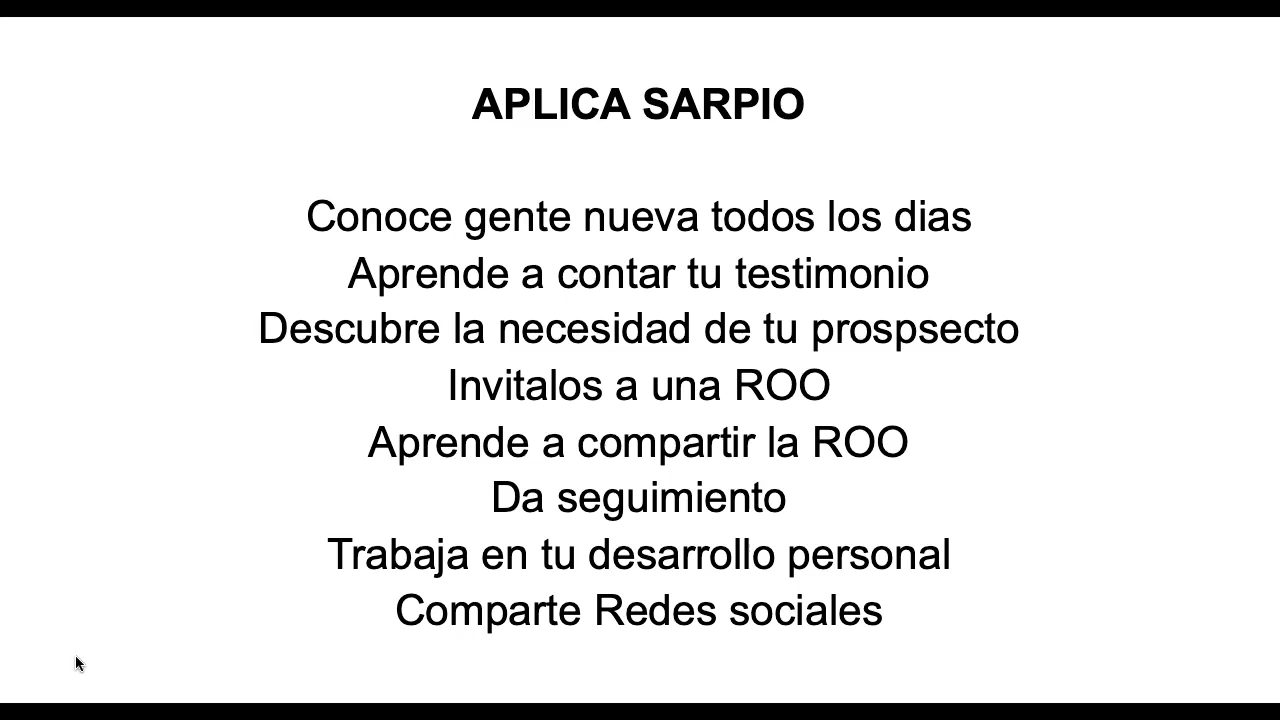 APLICA SARPIO
Conoce gente nueva todos los dias
Aprende a contar tu testimonio
Descubre la necesidad de tu prospsecto
Invitalos a una ROO
Aprende a compartir la ROO
Da seguimiento
Trabaja en tu desarrollo personal
Comparte Redes sociales